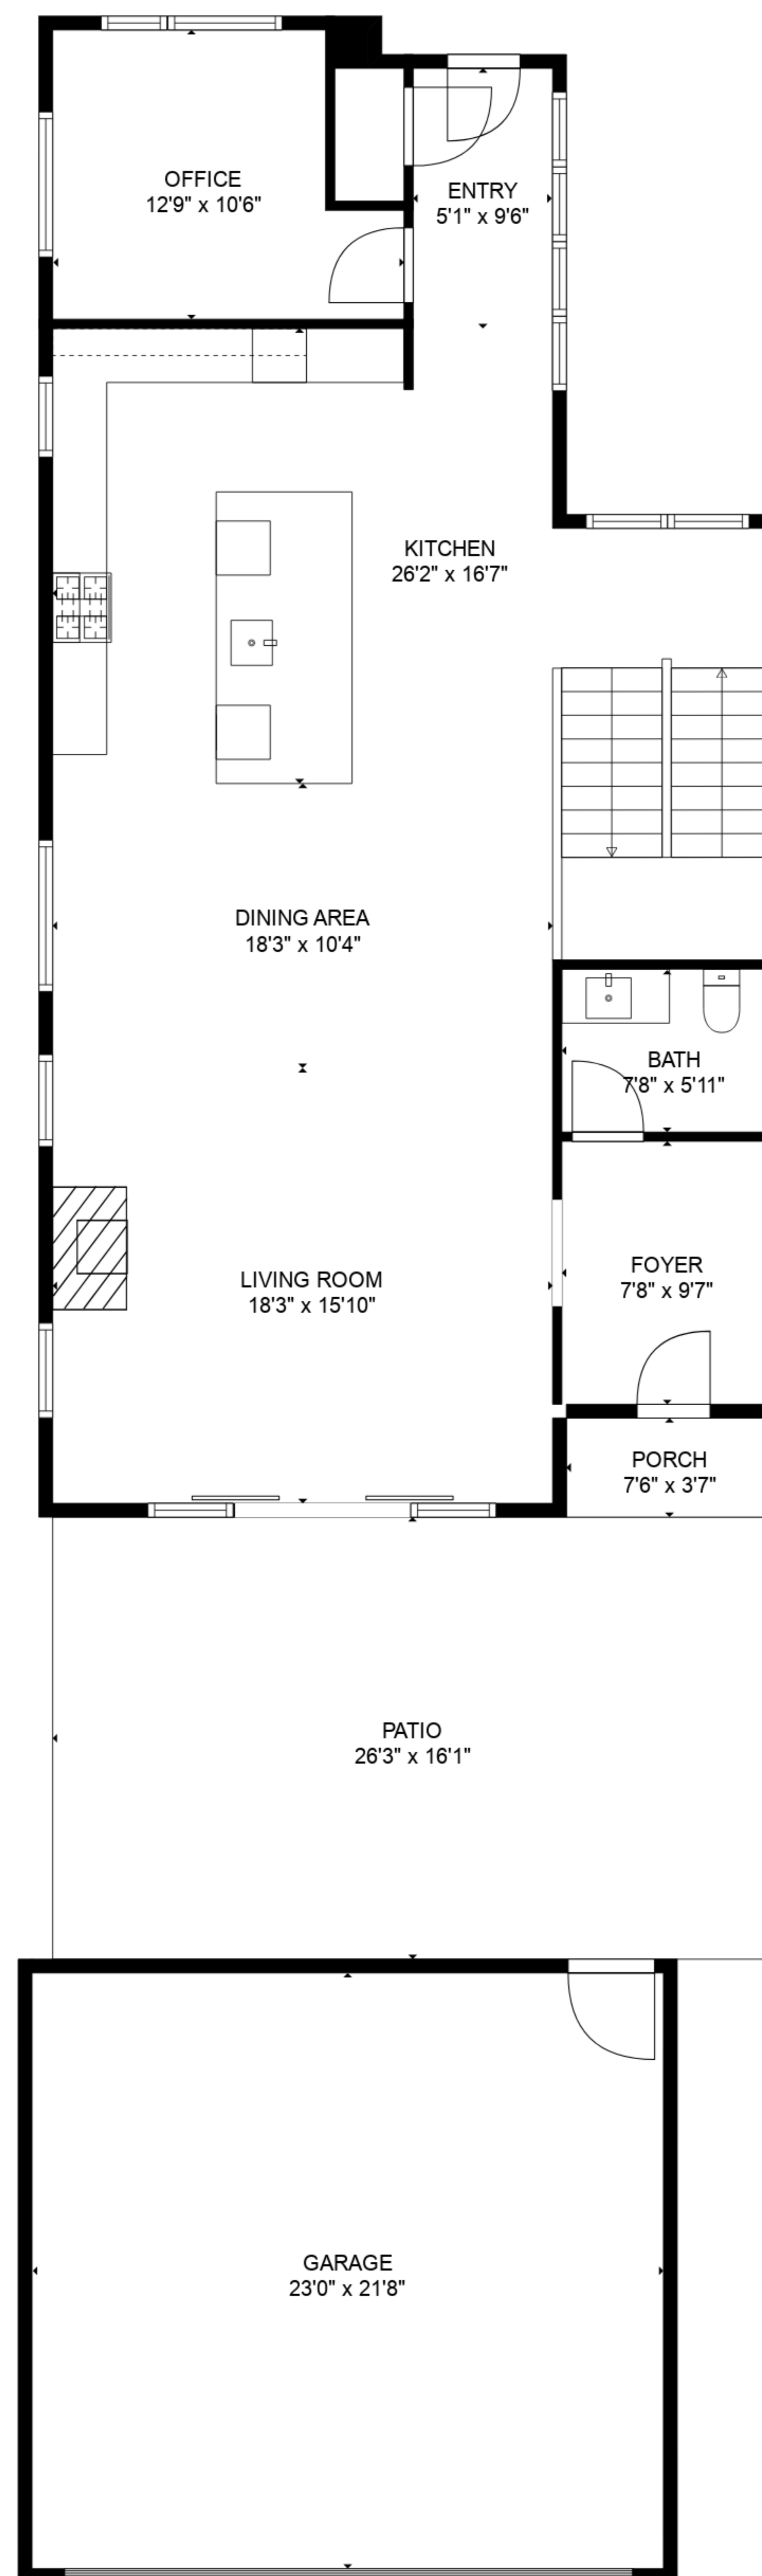 OFFICE
12'9" x 10'6"
ENTRY
5'1" x 9'6"
KITCHEN
26'2" x 16'7"
DINING AREA
18'3" x 10'4"
BATH
7'8" x 5'11"
LIVING ROOM
18'3" x 15'10"
FOYER
7'8" x 9'7"
PORCH
7'6" x 3'7"
PATIO
26'3" x 16'1"
GARAGE
23'0" x 21'8"